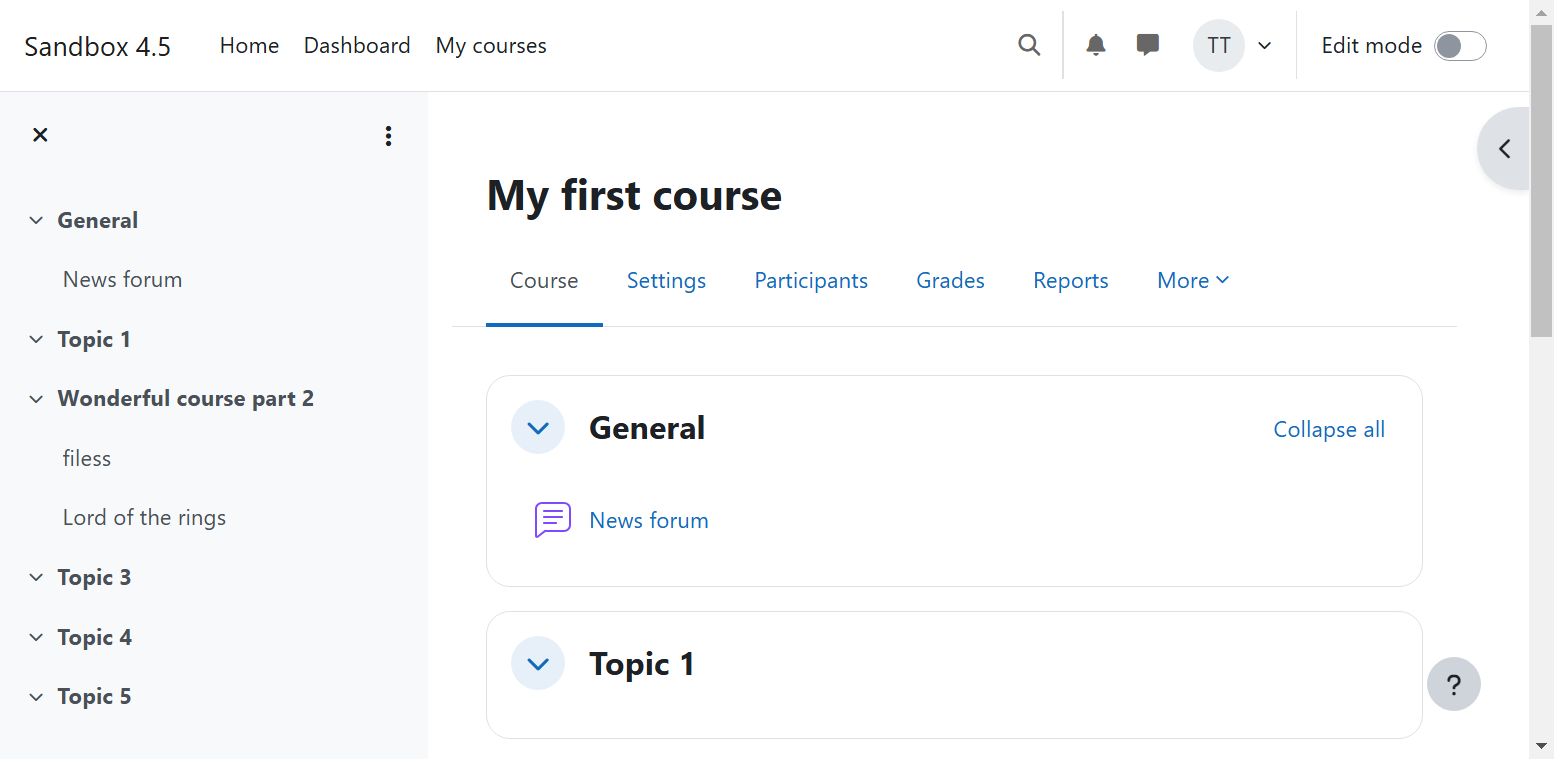 Sandbox 4.5 Home Dashboard My courses TT Edit mode
General
News forum
Topic 1
Wonderful course part 2
filess
Lord of the rings
Topic 3
Topic 4
Topic 5
My first course
Course Settings Participants Grades Reports More
General Collapse all
News forum
Topic 1
?